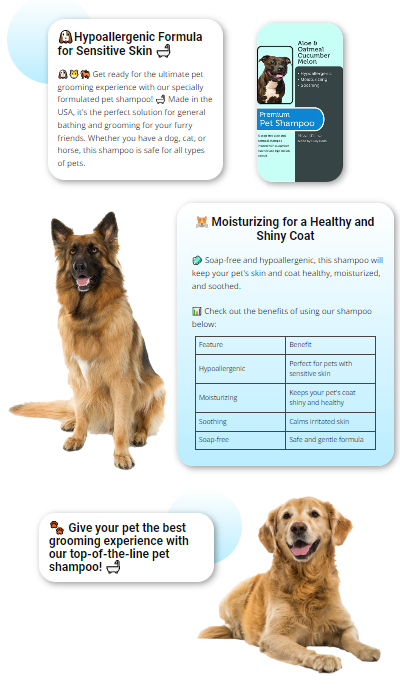 Hypoallergenic Formula
for Sensitive Skin
Get ready for the ultimate pet
grooming experience with our specially
formulated pet shampoo! Made in the
USA, it's the perfect solution for general
bathing and grooming for your furry
friends. Whether you have a dog, cat, or
horse, this shampoo is safe for all types
of pets.
Aloe &
Oatmeal
Cucumber
Melon
• Hypoallergenic
• Moisturizing
• Soothing
Premium
Pet Shampoo
Moisturizing for a Healthy and
Shiny Coat
Soap-free and hypoallergenic, this shampoo will
keep your pet's skin and coat healthy, moisturized,
and soothed.
Check out the benefits of using our shampoo
below:
Feature Benefit
Hypoallergenic Perfect for pets with
sensitive skin
Moisturizing Keeps your pet's coat
shiny and healthy
Soothing Calms irritated skin
Soap-free Safe and gentle formula
Give your pet the best
grooming experience with
our top-of-the-line pet
shampoo!